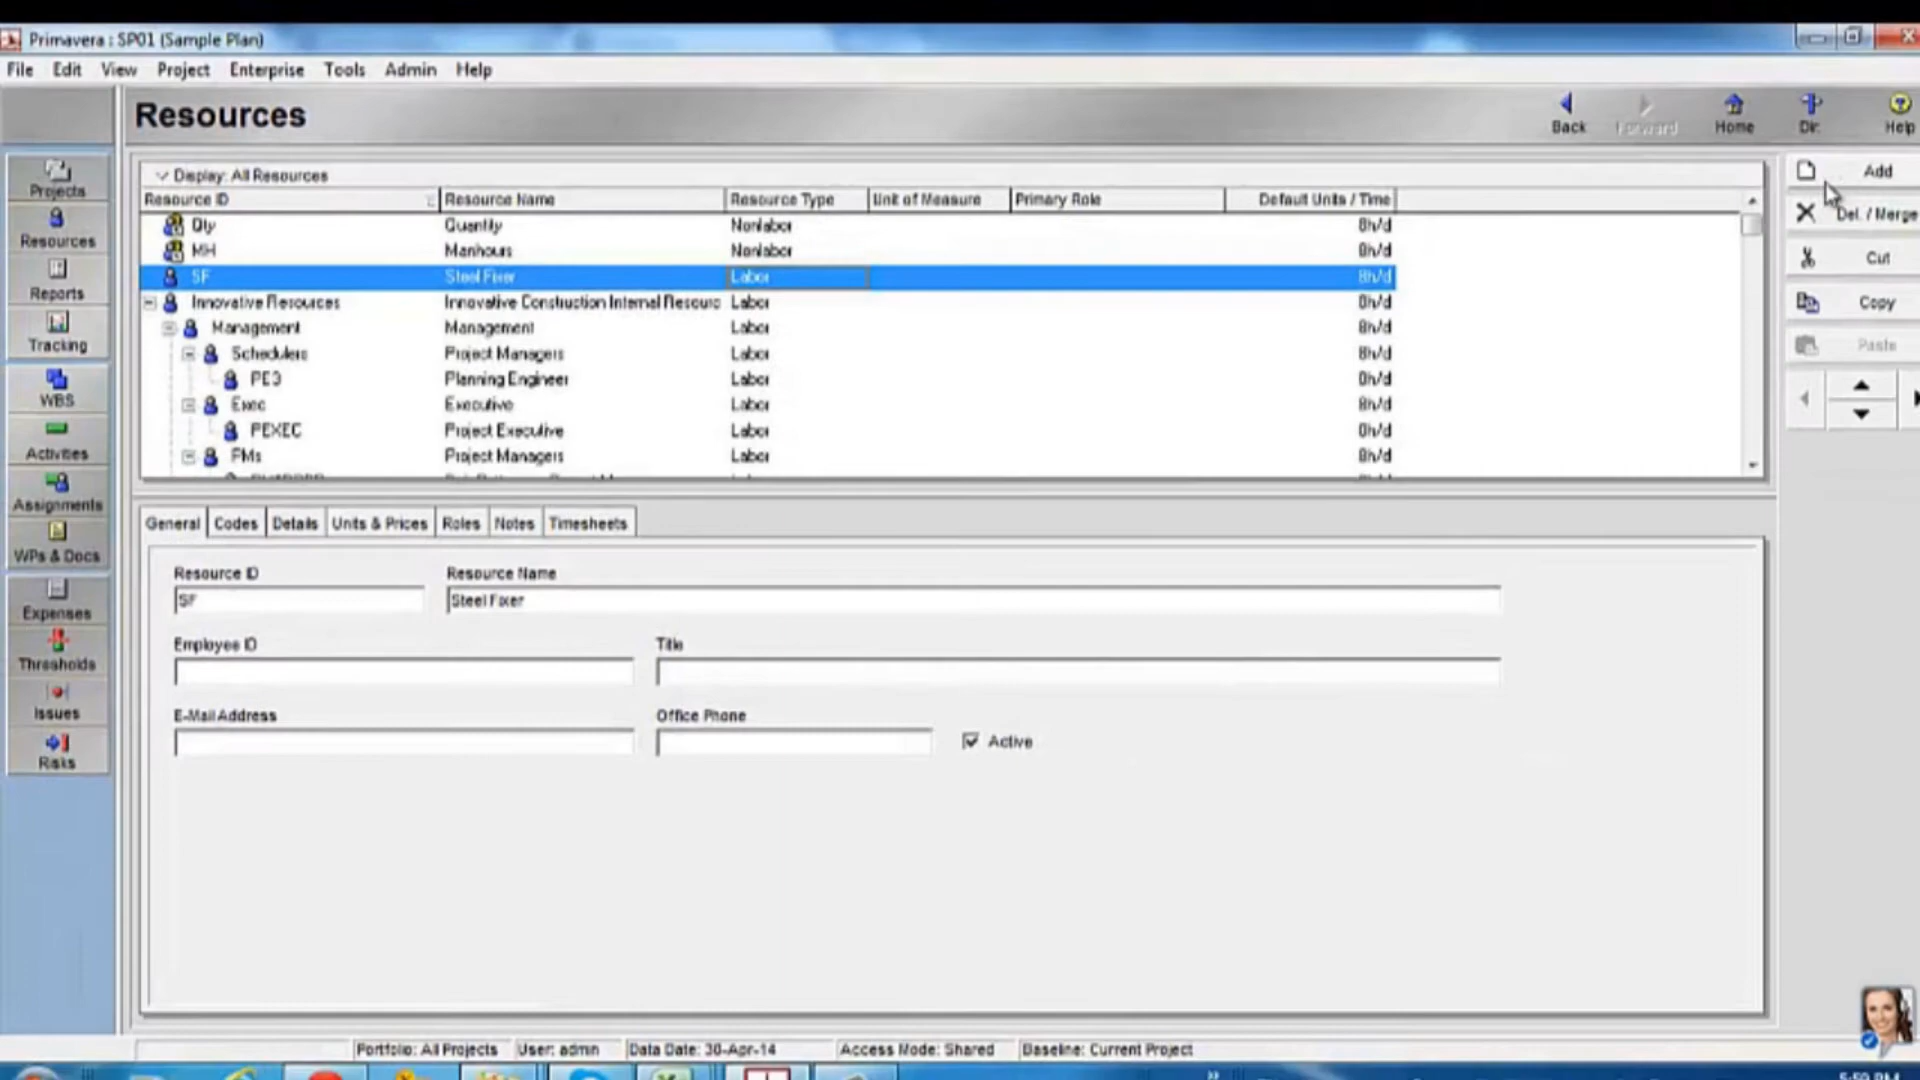 Primavera : SP01 (Sample Plan)
File Edit View Project Enterprise Tools Admin Help
Resources
Back Forward Home Dir. Help
Projects
Resources
Reports
Tracking
WBS
Activities
Assignments
WPs & Docs
Expenses
Thresholds
Issues
Risks
Display: All Resources
Resource ID Resource Name Resource Type Unit of Measure Primary Role Default Units / Time
Qty Quantity Nonlabor 8h/d
MH Manhours Nonlabor 8h/d
SF Steel Fixer Labor 8h/d
Innovative Resources Innovative Construction Internal Resourc Labor 0h/d
Management Management Labor 8h/d
Schedulers Project Managers Labor 8h/d
PE3 Planning Engineer Labor 0h/d
Exec Executive Labor 8h/d
PEXEC Project Executive Labor 0h/d
PMs Project Managers Labor 8h/d
Add
Del. / Merge
Cut
Copy
Paste
General Codes Details Units & Prices Roles Notes Timesheets
Resource ID Resource Name
SF Steel Fixer
Employee ID Title
E-Mail Address Office Phone
Active
Portfolio: All Projects User: admin Data Date: 30-Apr-14 Access Mode: Shared Baseline: Current Project
5:59 PM